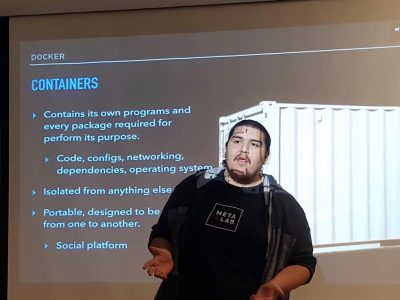 DOCKER
CONTAINERS
Contains its own programs and
every package required for
perform its purpose.
Code, configs, networking,
dependencies, operating system
Isolated from anything else
Portable, designed to be
from one to another.
Social platform
META
LAB